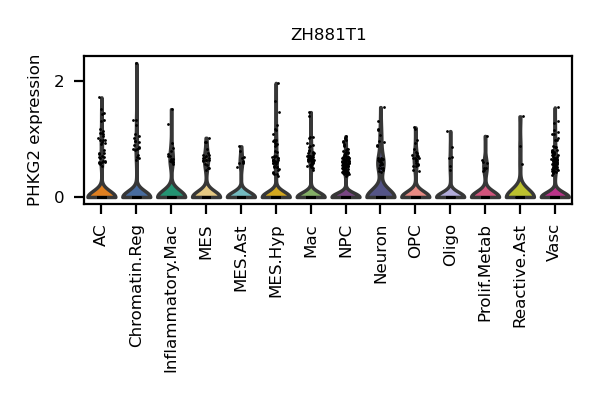 ZH881T1
PHKG2 expression
2
0
AC
Chromatin.Reg
Inflammatory.Mac
MES
MES.Ast
MES.Hyp
Mac
NPC
Neuron
OPC
Oligo
Prolif.Metab
Reactive.Ast
Vasc